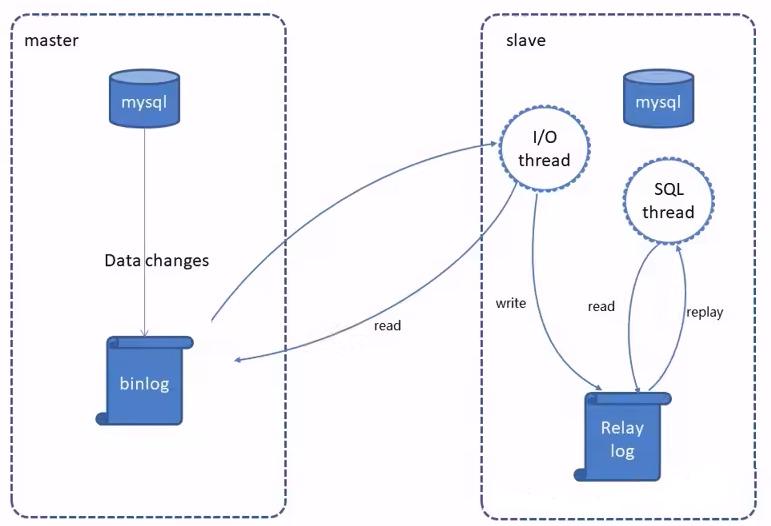 master
mysql
Data changes
binlog
read
slave
mysql
I/O
thread
SQL
thread
write
read
replay
Relay
log